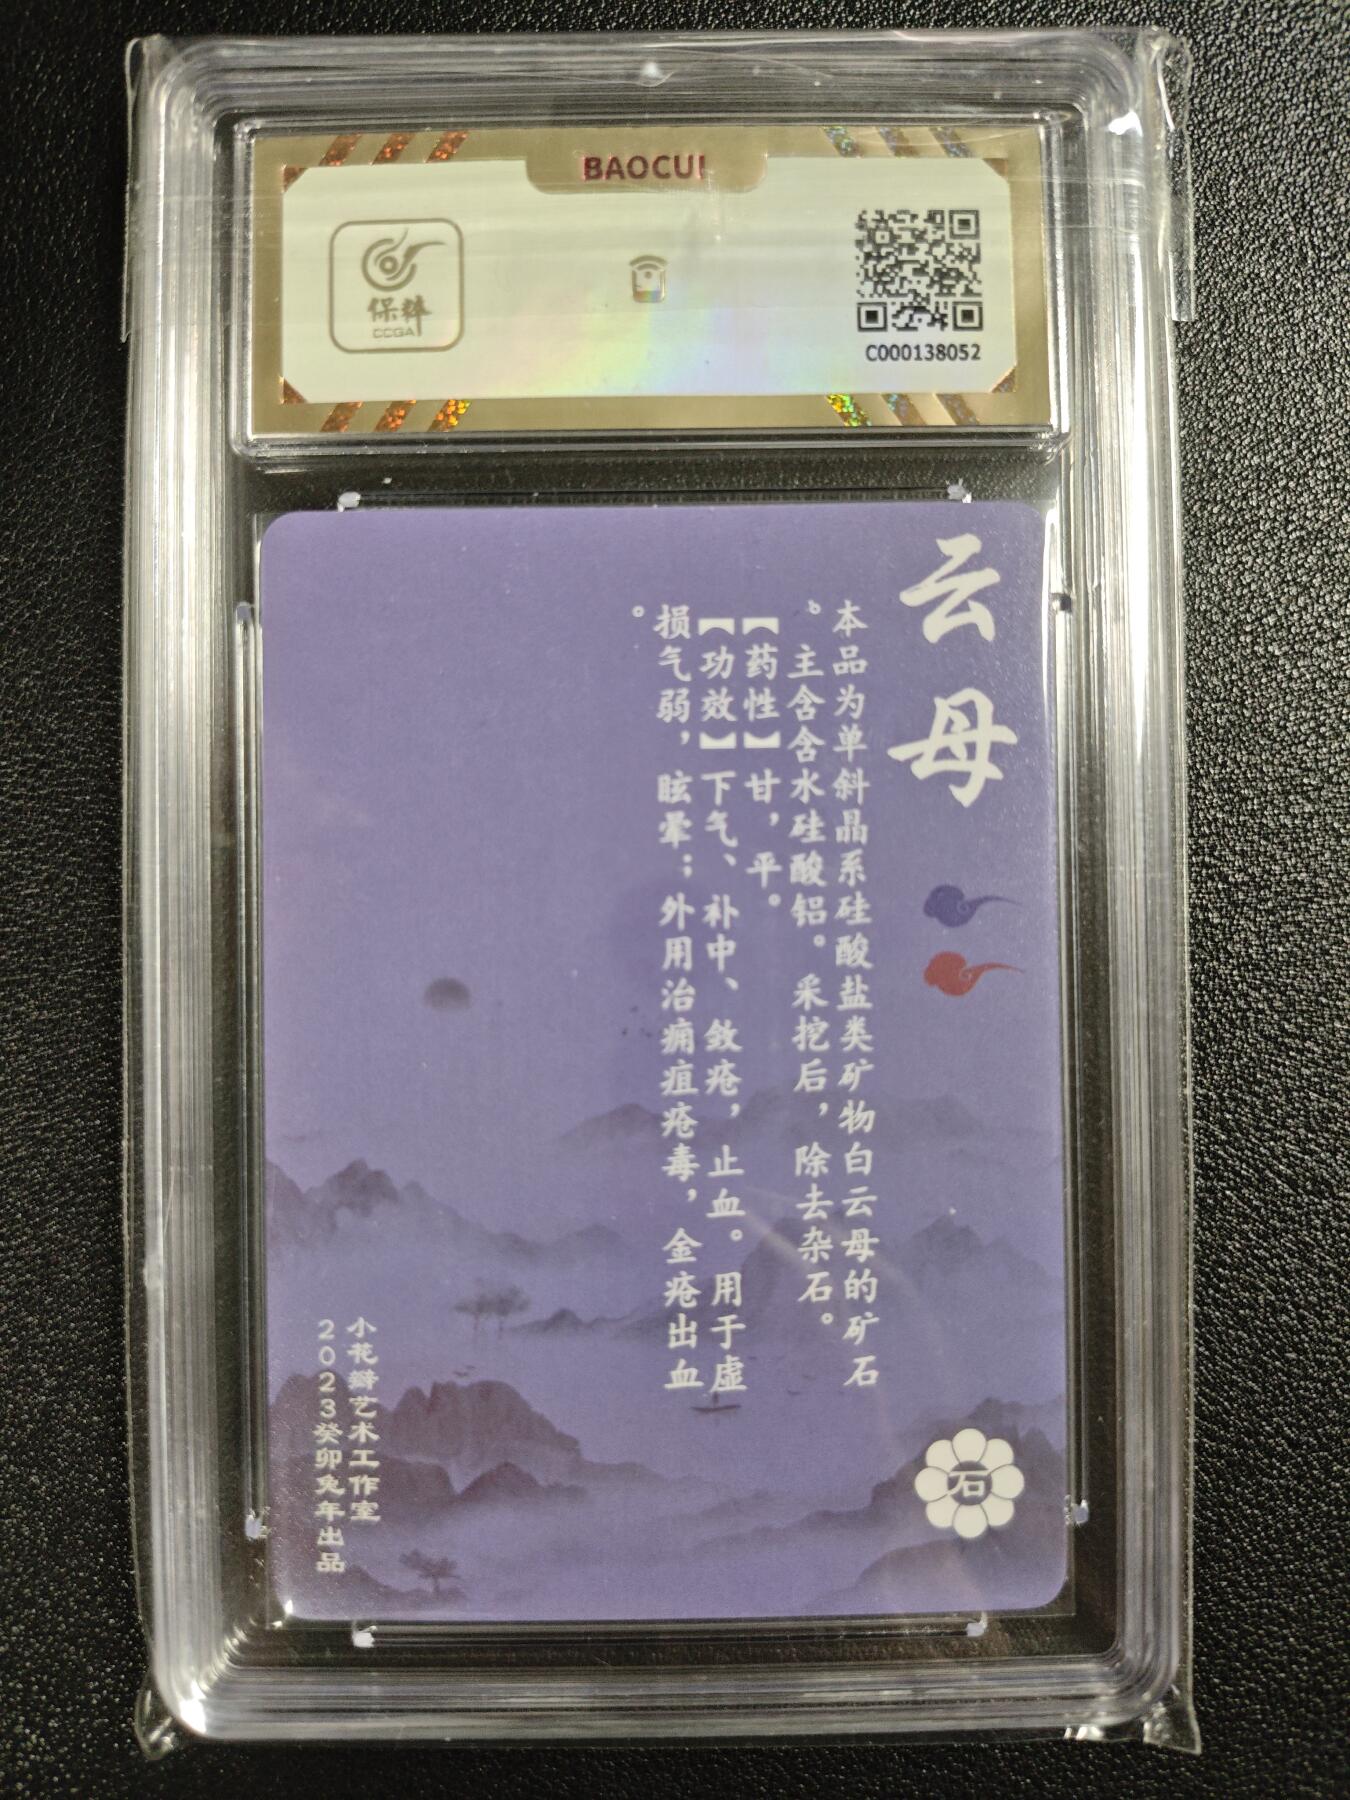 BAOCUI
保粹
CCGA
C000138052
云母
本品为单斜晶系硅酸盐类矿物白云母的矿石
。主含含水硅酸铝。采挖后，除去杂石。
【药性】甘，平。
【功效】下气、补中、敛疮，止血。用于虚
损气弱，眩晕；外用治痈疽疮毒，金疮出血
。
石
小花瓣艺术工作室
2023癸卯兔年出品